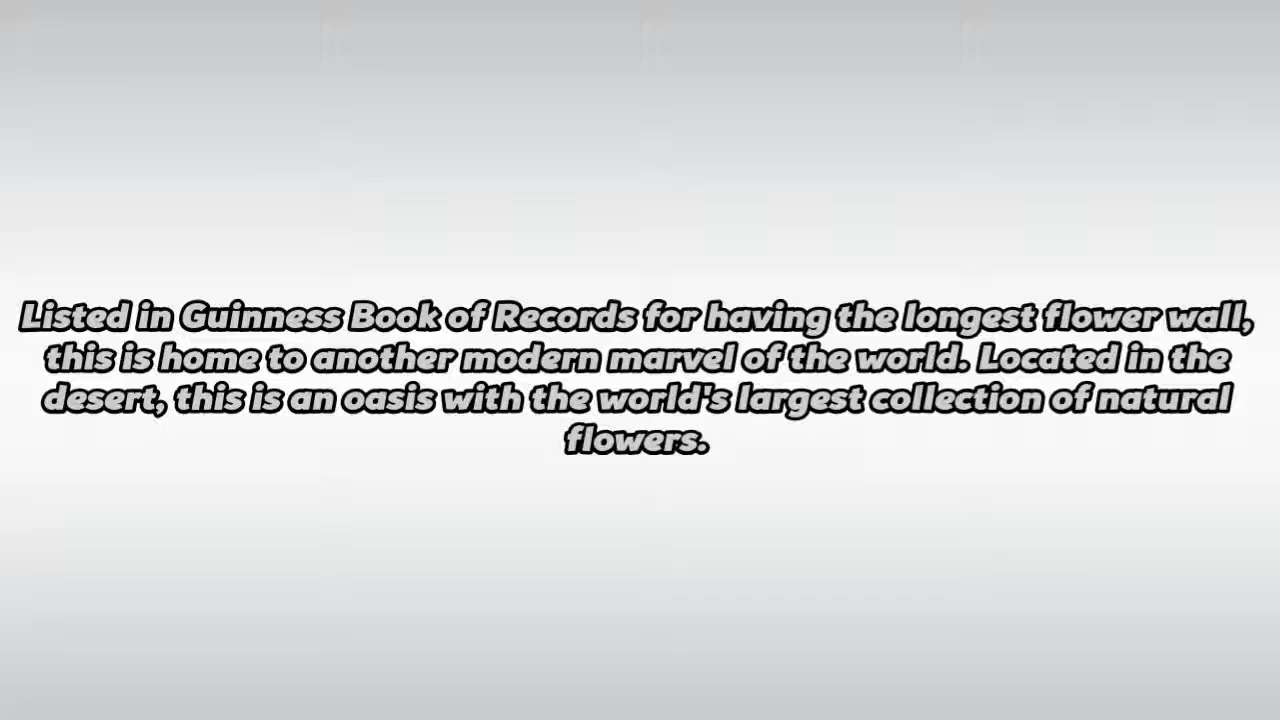 Listed in Guinness Book of Records for having the longest flower wall,
this is home to another modern marvel of the world. Located in the
desert, this is an oasis with the world's largest collection of natural
flowers.